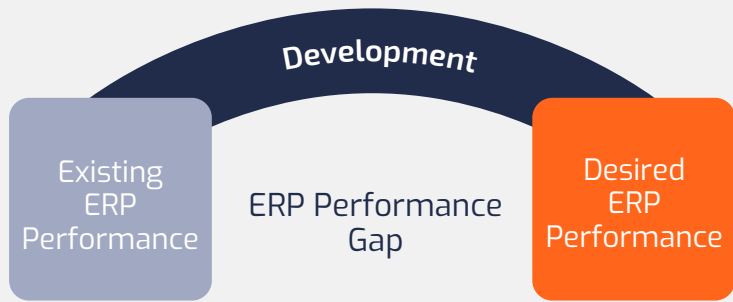 Development
Existing
ERP
Performance
ERP Performance
Gap
Desired
ERP
Performance